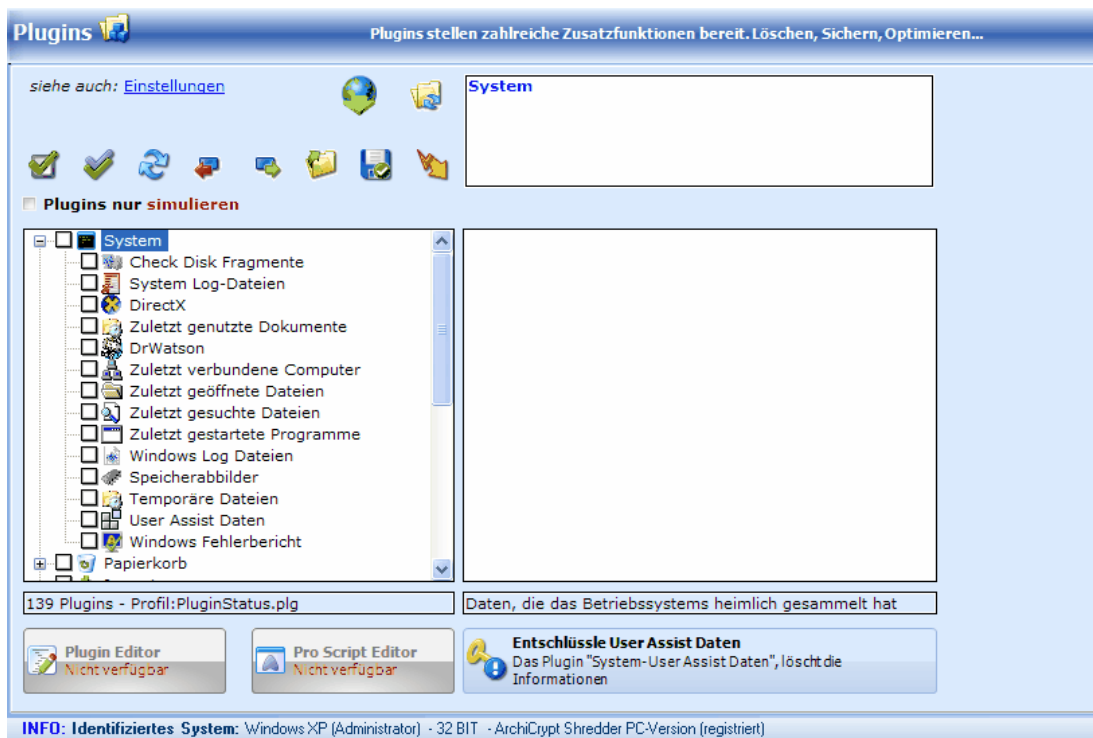 Plugins
Plugins stellen zahlreiche Zusatzfunktionen bereit. Löschen, Sichern, Optimieren...
siehe auch: Einstellungen
System
Plugins nur simulieren
System
Check Disk Fragmente
System Log-Dateien
DirectX
Zuletzt genutzte Dokumente
DrWatson
Zuletzt verbundene Computer
Zuletzt geöffnete Dateien
Zuletzt gesuchte Dateien
Zuletzt gestartete Programme
Windows Log Dateien
Speicherabbilder
Temporäre Dateien
User Assist Daten
Windows Fehlerbericht
Papierkorb
139 Plugins - Profil:PluginStatus.plg
Daten, die das Betriebssystems heimlich gesammelt hat
Plugin Editor
Nicht verfügbar
Pro Script Editor
Nicht verfügbar
Entschlüssle User Assist Daten
Das Plugin "System-User Assist Daten", löscht die
Informationen
INFO: Identifiziertes System: Windows XP (Administrator) - 32 BIT - ArchiCrypt Shredder PC-Version (registriert)